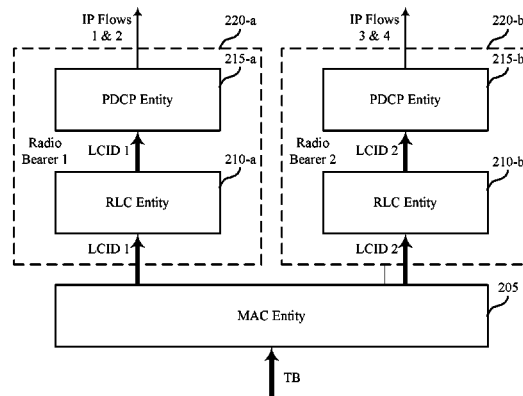 IP Flows
1 & 2
220-a
IP Flows
3 & 4
220-b
215-a
215-b
PDCP Entity
PDCP Entity
Radio
Bearer 1
LCID 1
Radio
Bearer 2
LCID 2
210-a
210-b
RLC Entity
RLC Entity
LCID 1
LCID 2
205
MAC Entity
TB